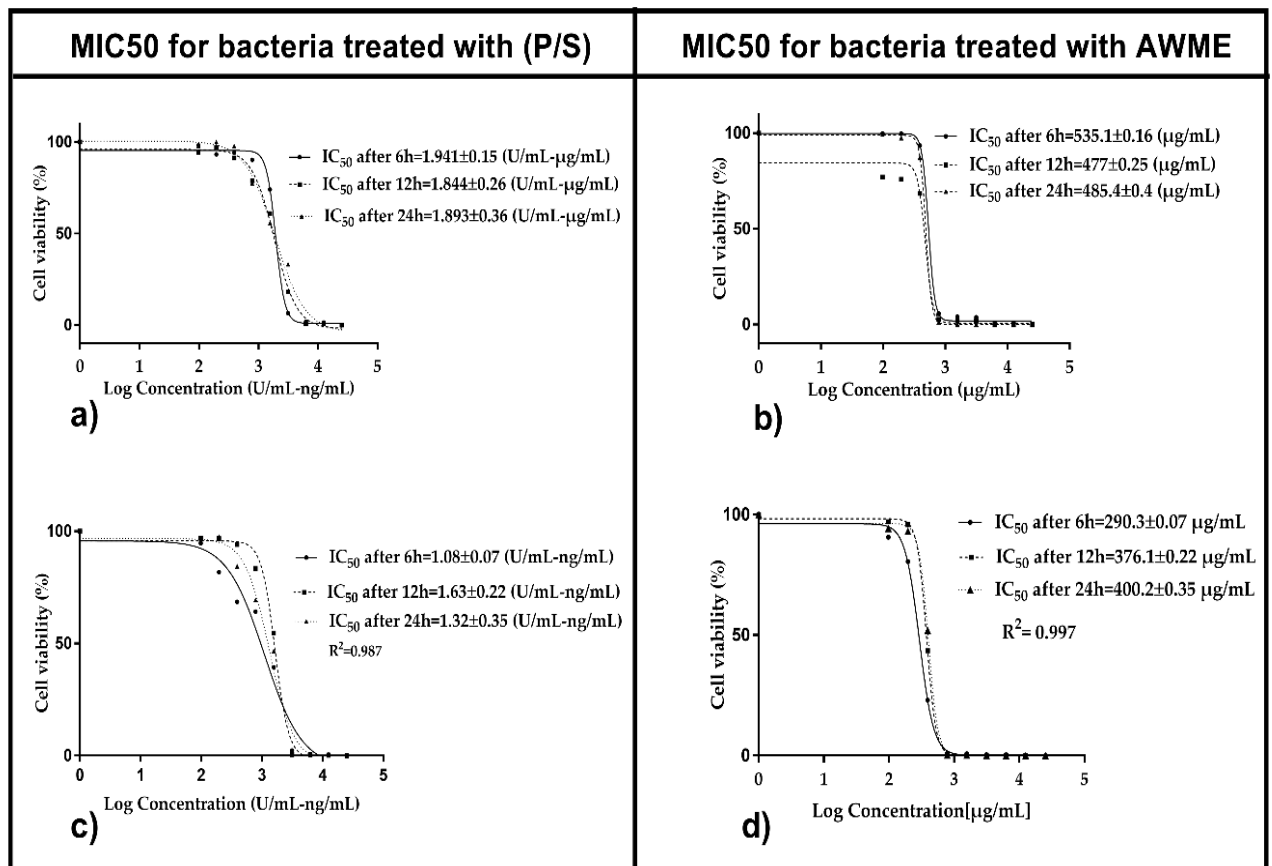 MIC50 for bacteria treated with (P/S)
MIC50 for bacteria treated with AWME
Cell viability (%)
100
50
0
0 1 2 3 4 5
Log Concentration (U/mL-ng/mL)
IC50 after 6h=1.941±0.15 (U/mL-µg/mL)
IC50 after 12h=1.844±0.26 (U/mL-µg/mL)
IC50 after 24h=1.893±0.36 (U/mL-µg/mL)
a)
Cell viability (%)
100
50
0
0 1 2 3 4 5
Log Concentration (µg/mL)
IC50 after 6h=535.1±0.16 (µg/mL)
IC50 after 12h=477±0.25 (µg/mL)
IC50 after 24h=485.4±0.4 (µg/mL)
b)
Cell viability (%)
100
50
0
0 1 2 3 4 5
Log Concentration (U/mL-ng/mL)
IC50 after 6h=1.08±0.07 (U/mL-ng/mL)
IC50 after 12h=1.63±0.22 (U/mL-ng/mL)
IC50 after 24h=1.32±0.35 (U/mL-ng/mL)
R²=0.987
c)
Cell viability (%)
100
50
0
0 1 2 3 4 5
Log Concentration[µg/mL]
IC50 after 6h=290.3±0.07 µg/mL
IC50 after 12h=376.1±0.22 µg/mL
IC50 after 24h=400.2±0.35 µg/mL
R²= 0.997
d)